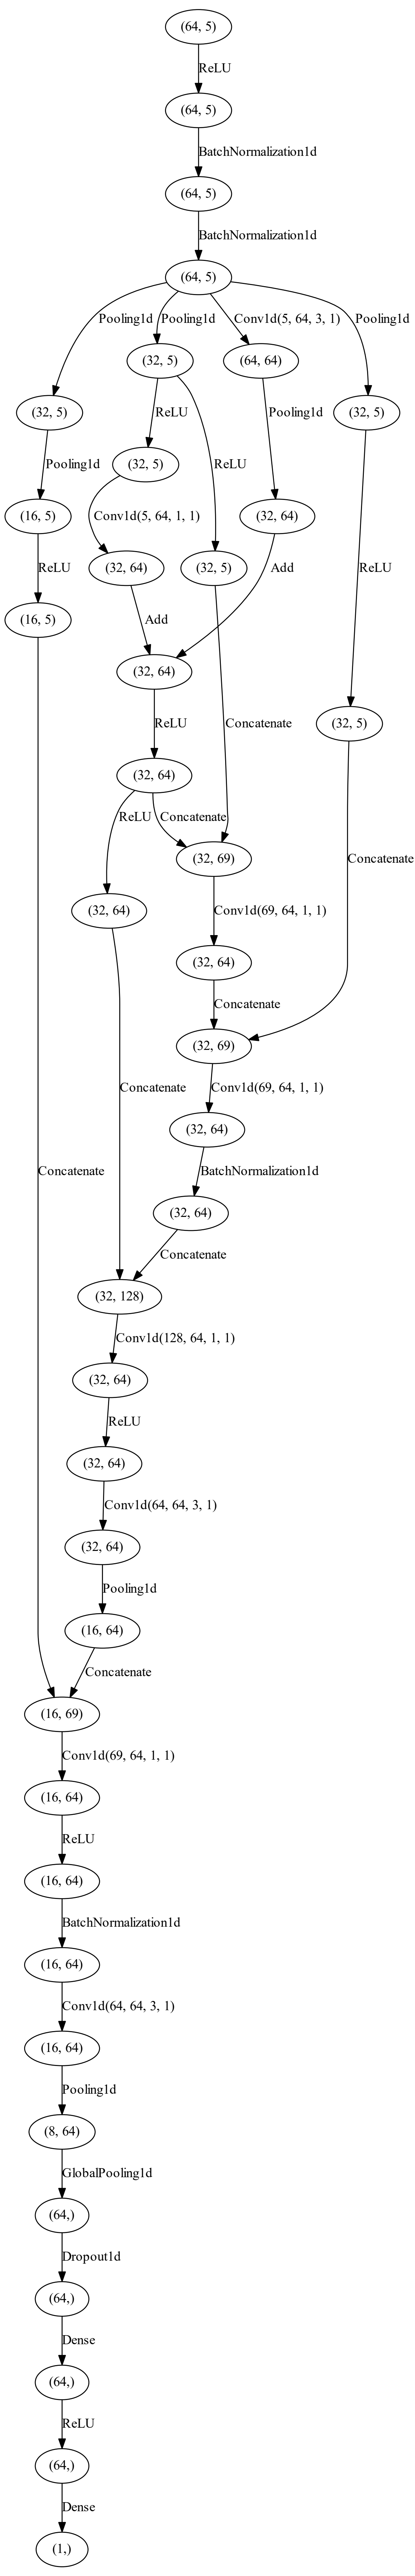 (64, 5)
ReLU
(64, 5)
BatchNormalization1d
(64, 5)
BatchNormalization1d
(64, 5)
Pooling1d Pooling1d Conv1d(5, 64, 3, 1) Pooling1d
(32, 5) (64, 64)
(32, 5) (32, 5)
ReLU Pooling1d
(32, 5)
Pooling1d ReLU
(16, 5) Conv1d(5, 64, 1, 1) (32, 64)
ReLU (32, 64) (32, 5) Add ReLU
(16, 5) Add
(32, 64)
ReLU Concatenate (32, 5)
(32, 64)
ReLU Concatenate
(32, 69) Concatenate
(32, 64) Conv1d(69, 64, 1, 1)
(32, 64)
Concatenate
(32, 69)
Concatenate Concatenate Conv1d(69, 64, 1, 1)
(32, 64)
BatchNormalization1d
(32, 64)
Concatenate
(32, 128)
Conv1d(128, 64, 1, 1)
(32, 64)
ReLU
(32, 64)
Conv1d(64, 64, 3, 1)
(32, 64)
Pooling1d
(16, 64)
Concatenate
(16, 69)
Conv1d(69, 64, 1, 1)
(16, 64)
ReLU
(16, 64)
BatchNormalization1d
(16, 64)
Conv1d(64, 64, 3, 1)
(16, 64)
Pooling1d
(8, 64)
GlobalPooling1d
(64,)
Dropout1d
(64,)
Dense
(64,)
ReLU
(64,)
Dense
(1,)